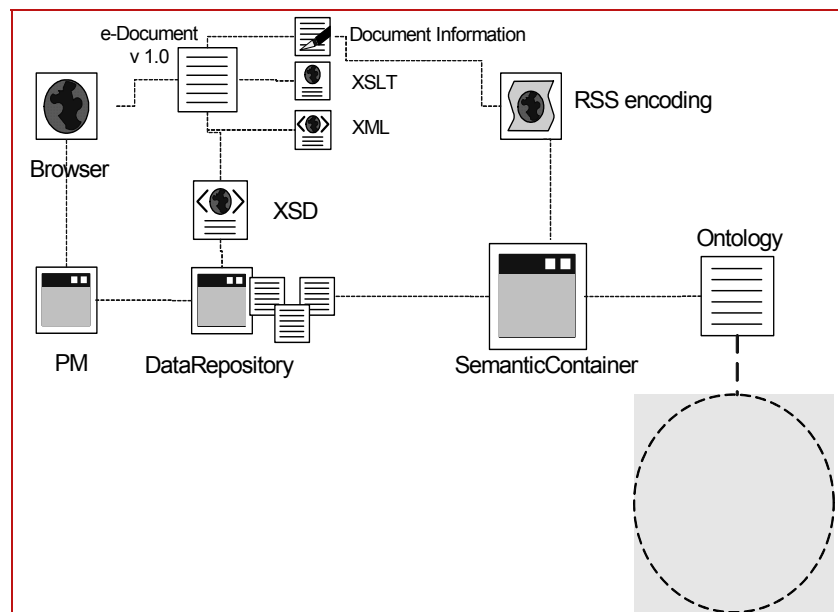 e-Document
v 1.0
Document Information
XSLT
XML
RSS encoding
Browser
XSD
Ontology
PM
DataRepository
SemanticContainer